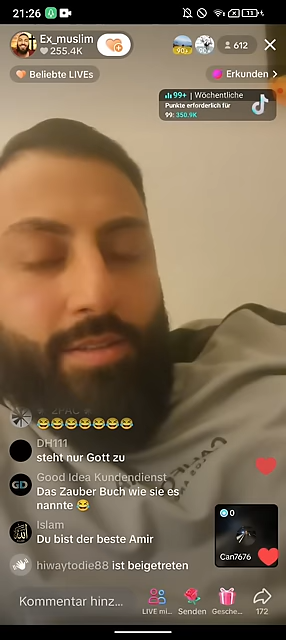 21:26
Ex_muslim
255.4K
612
Beliebte LIVEs
Erkunden
99+ | Wöchentliche
Punkte erforderlich für
99: 350.9K
2PAC
😂😂😂😂😂😂😂
DH111
steht nur Gott zu
Good Idea Kundendienst
Das Zauber Buch wie sie es
nannte 😂
Islam
Du bist der beste Amir
hiwaytodie88 ist beigetreten
0
Can7676
Kommentar hinz...
LIVE mi...
Senden
Gesche...
172